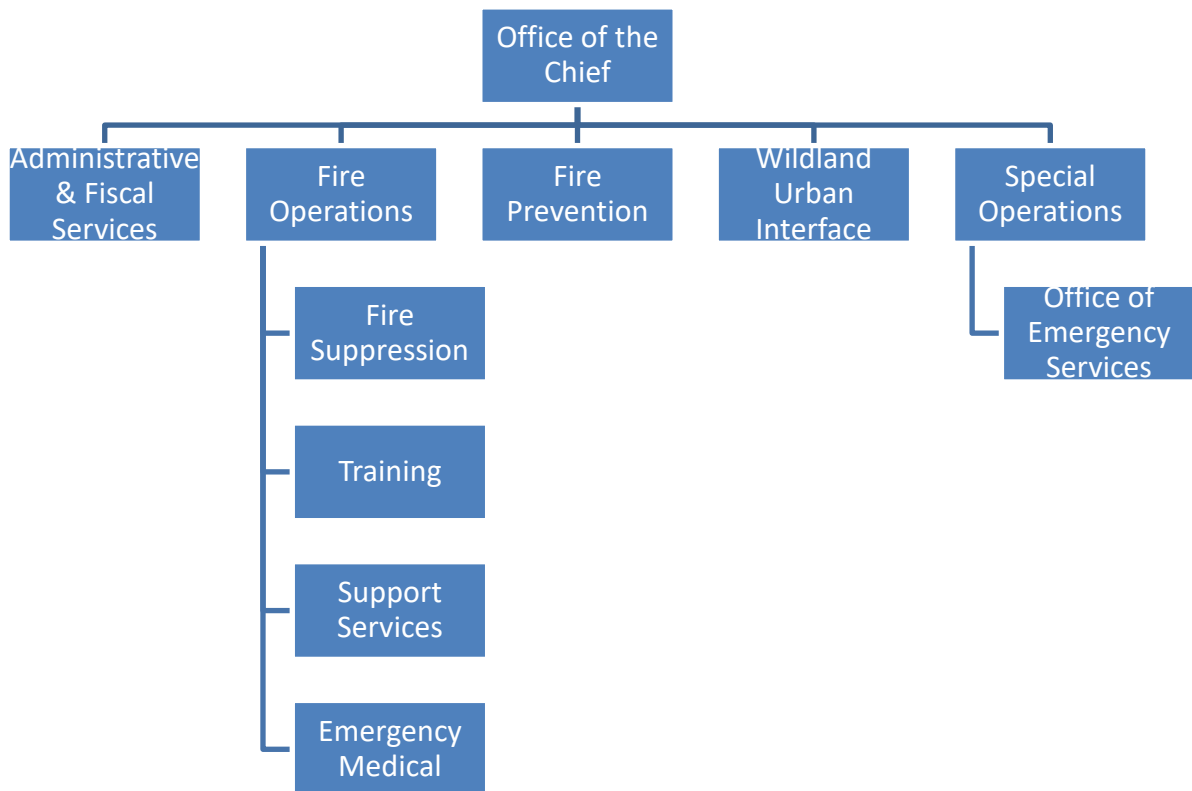 Office of the
Chief
Administrative
& Fiscal
Services
Fire
Operations
Fire
Prevention
Wildland
Urban
Interface
Special
Operations
Fire
Suppression
Office of
Emergency
Services
Training
Support
Services
Emergency
Medical